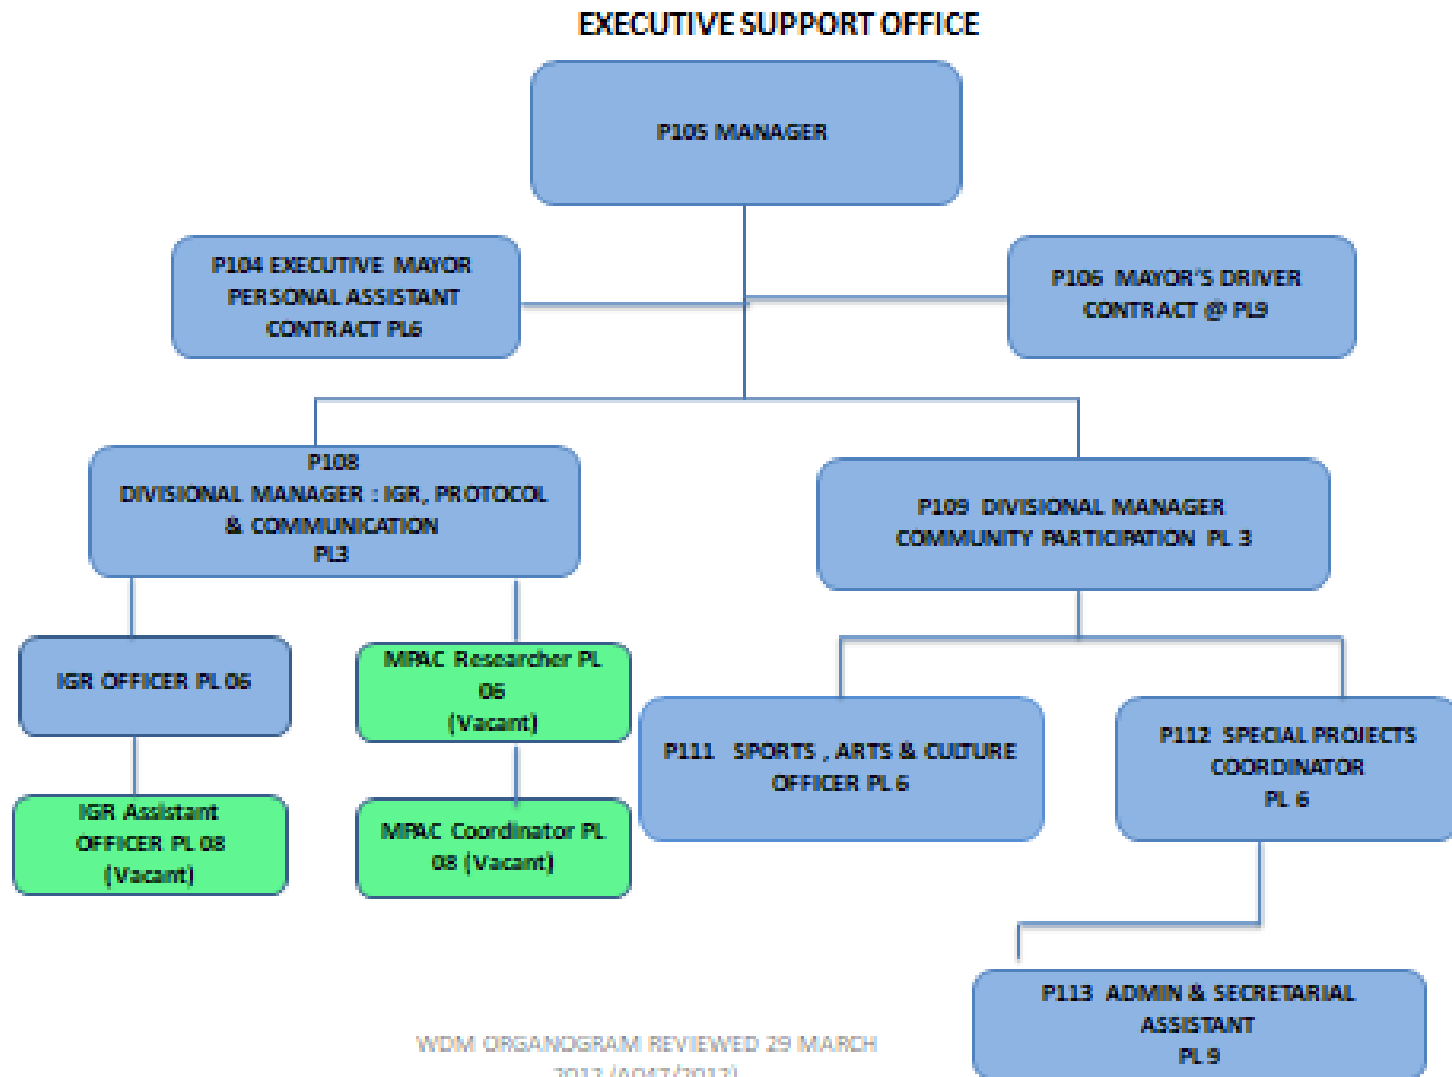 EXECUTIVE SUPPORT OFFICE
P105 MANAGER
P104 EXECUTIVE MAYOR
PERSONAL ASSISTANT
CONTRACT PL6
P106 MAYOR'S DRIVER
CONTRACT @ PL9
P108
DIVISIONAL MANAGER : IGR, PROTOCOL
& COMMUNICATION
PL3
P109 DIVISIONAL MANAGER
COMMUNITY PARTICIPATION PL 3
IGR OFFICER PL 06
MPAC Researcher PL
06
(Vacant)
P111 SPORTS , ARTS & CULTURE
OFFICER PL 6
P112 SPECIAL PROJECTS
COORDINATOR
PL 6
IGR Assistant
OFFICER PL 08
(Vacant)
MPAC Coordinator PL
08 (Vacant)
P113 ADMIN & SECRETARIAL
ASSISTANT
PL 9
WDM ORGANOGRAM REVIEWED 29 MARCH